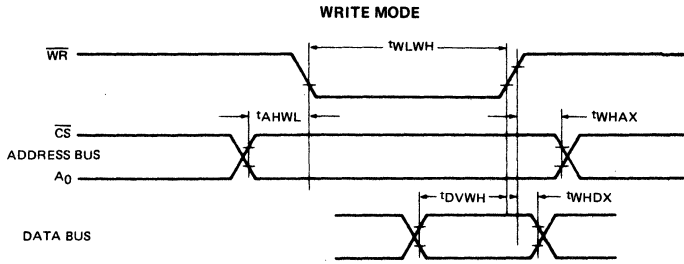 WRITE MODE
WR
tWLWH
tAHWL
tWHAX
CS
ADDRESS BUS
A0
tDVWH
tWHDX
DATA BUS